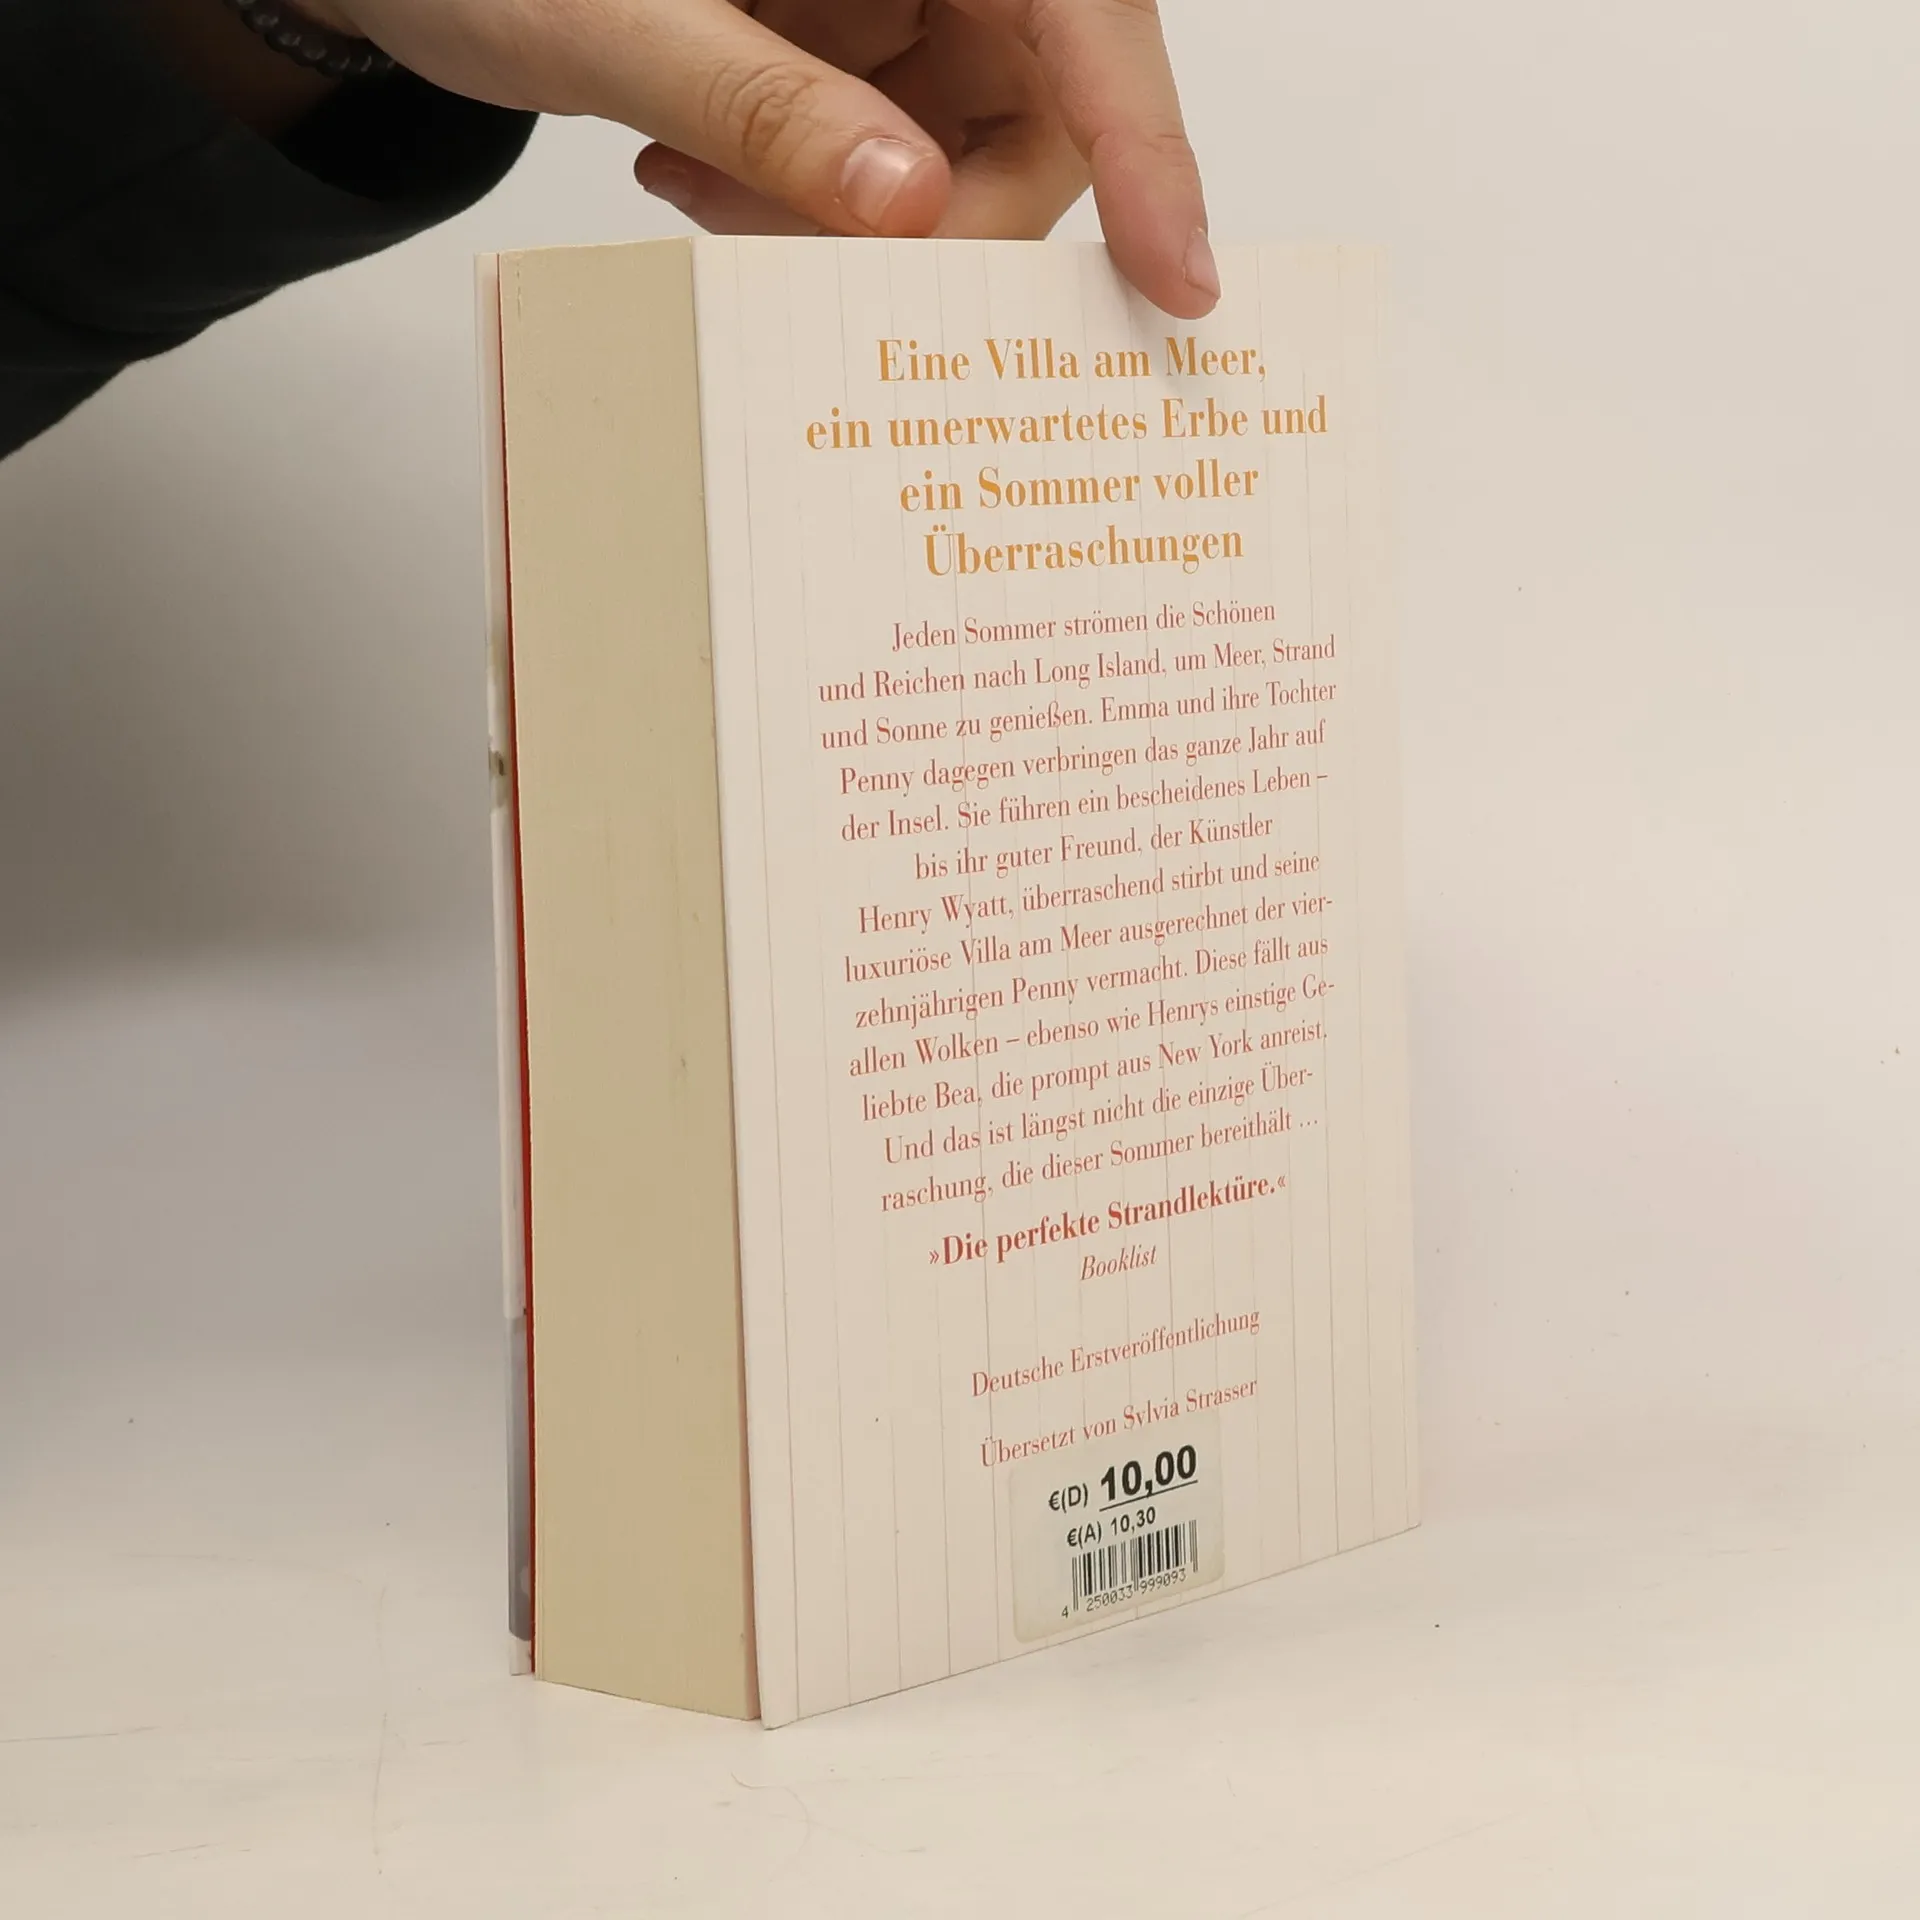 Eine Villa am Meer,
ein unerwartetes Erbe und
ein Sommer voller
Überraschungen
Jeden Sommer strömen die Schönen
und Reichen nach Long Island, um Meer, Strand
und Sonne zu genießen. Emma und ihre Tochter
Penny dagegen verbringen das ganze Jahr auf
der Insel. Sie führen ein bescheidenes Leben –
bis ihr guter Freund, der Künstler
Henry Wyatt, überraschend stirbt und seine
luxuriöse Villa am Meer ausgerechnet der vier-
zehnjährigen Penny vermacht. Diese fällt aus
allen Wolken – ebenso wie Henrys einstige Ge-
liebte Bea, die prompt aus New York anreist.
Und das ist längst nicht die einzige Über-
raschung, die dieser Sommer bereithält ...
»Die perfekte Strandlektüre.«
Booklist
Deutsche Erstveröffentlichung
Übersetzt von Sylvia Strasser
€(D) 10,00
€(A) 10,30
4 250033 999093